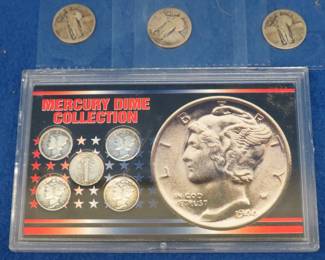 MERCURY DIME
COLLECTION
LIBERTY
IN GOD
WE TRUST